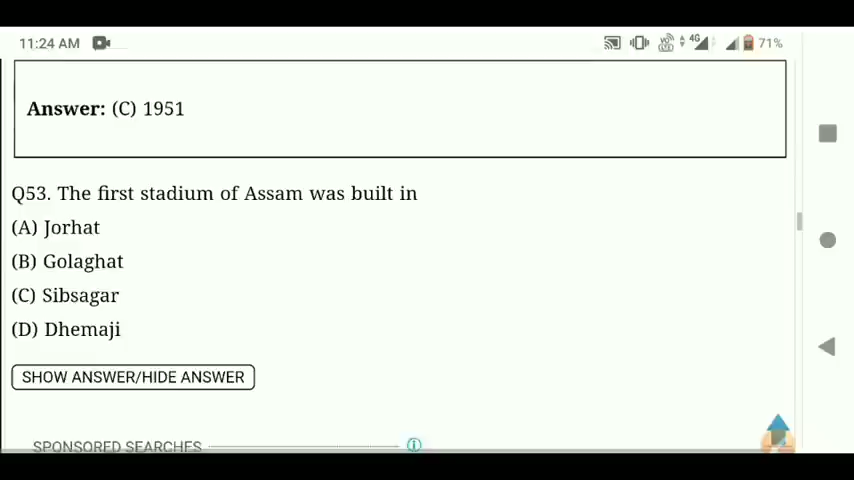 11:24 AM 4G 71%
Answer: (C) 1951
Q53. The first stadium of Assam was built in
(A) Jorhat
(B) Golaghat
(C) Sibsagar
(D) Dhemaji
SHOW ANSWER/HIDE ANSWER
SPONSORED SEARCHES